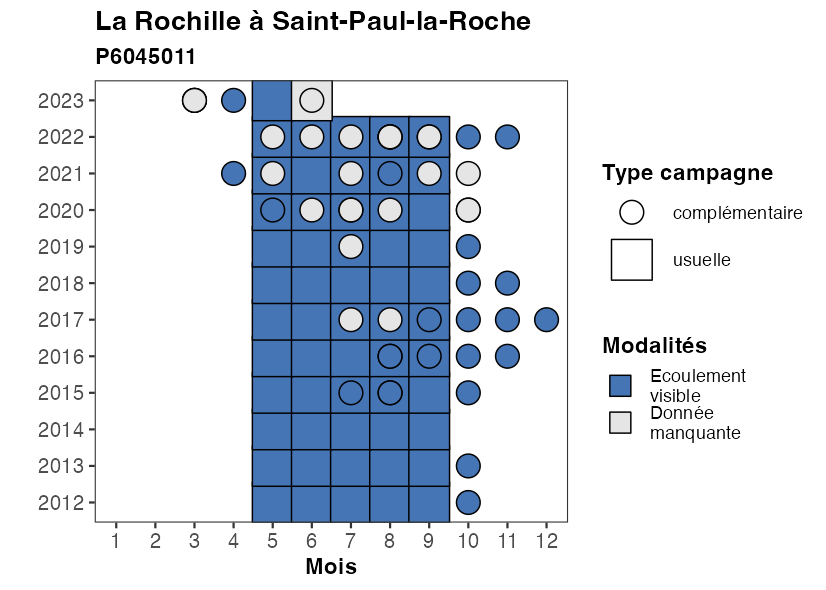 La Rochille à Saint-Paul-la-Roche
P6045011
2023
2022
2021
2020
2019
2018
2017
2016
2015
2014
2013
2012
1 2 3 4 5 6 7 8 9 10 11 12
Mois
Type campagne
complémentaire
usuelle
Modalités
Ecoulement
visible
Donnée
manquante